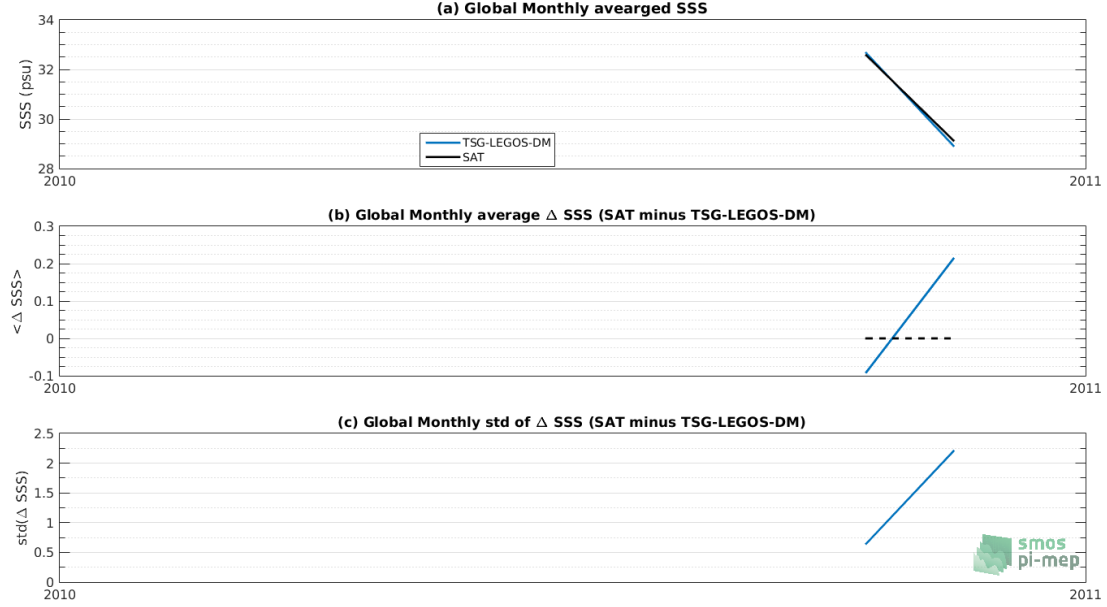 (a) Global Monthly avearged SSS
34
32
30
28
SSS (psu)
TSG-LEGOS-DM
SAT
2010
2011
(b) Global Monthly average Δ SSS (SAT minus TSG-LEGOS-DM)
0.3
0.2
0.1
0
-0.1
<Δ SSS>
2010
2011
(c) Global Monthly std of Δ SSS (SAT minus TSG-LEGOS-DM)
2.5
2
1.5
1
0.5
0
std(Δ SSS)
2010
2011
smos
pi-mep